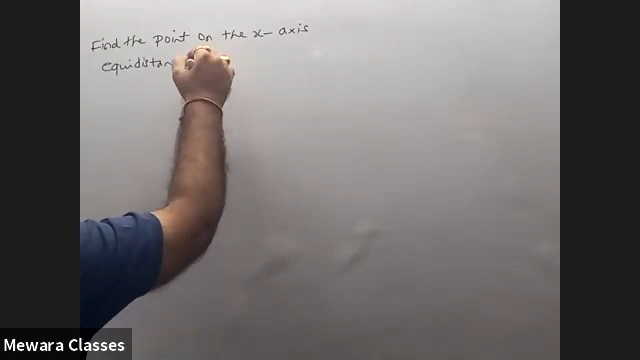 Find the point on the x-axis
equidistan
Mewara Classes